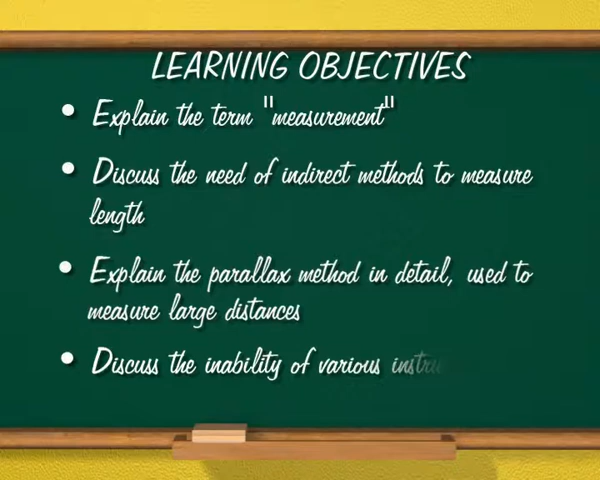 LEARNING OBJECTIVES
• Explain the term "measurement"
• Discuss the need of indirect methods to measure
length
• Explain the parallax method in detail, used to
measure large distances
• Discuss the inability of various